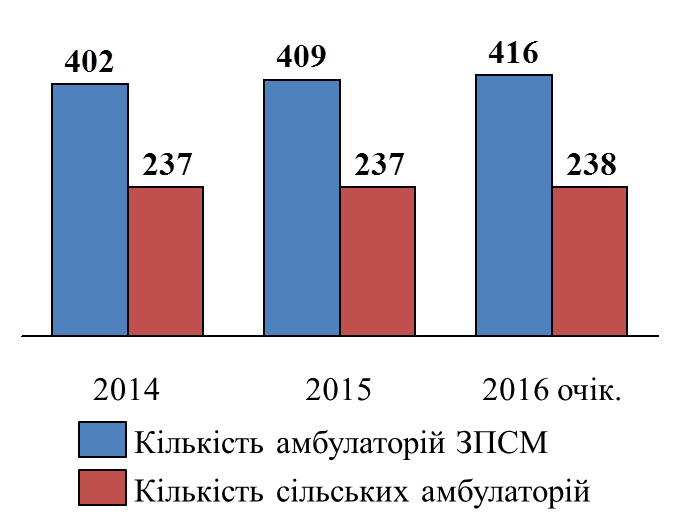 402 409 416
237 237 238
2014 2015 2016 очік.
Кількість амбулаторій ЗПСМ
Кількість сільських амбулаторій